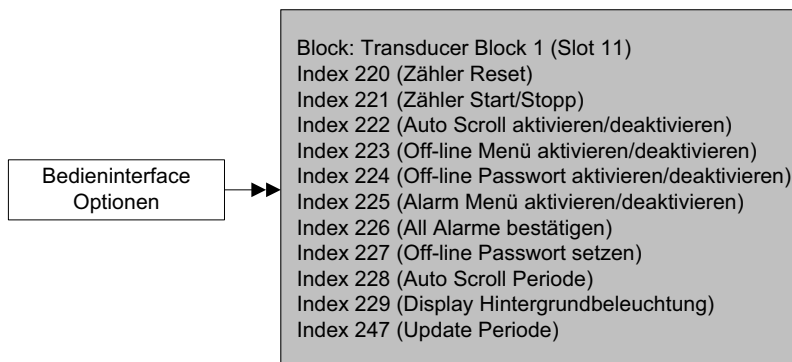 Bedieninterface
Optionen
Block: Transducer Block 1 (Slot 11)
Index 220 (Zähler Reset)
Index 221 (Zähler Start/Stopp)
Index 222 (Auto Scroll aktivieren/deaktivieren)
Index 223 (Off-line Menü aktivieren/deaktivieren)
Index 224 (Off-line Passwort aktivieren/deaktivieren)
Index 225 (Alarm Menü aktivieren/deaktivieren)
Index 226 (All Alarme bestätigen)
Index 227 (Off-line Passwort setzen)
Index 228 (Auto Scroll Periode)
Index 229 (Display Hintergrundbeleuchtung)
Index 247 (Update Periode)